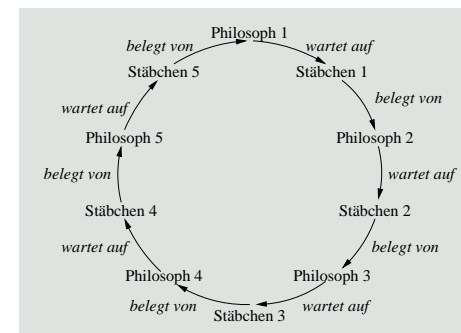 Philosoph 1
belegt von
wartet auf
Stäbchen 5
Stäbchen 1
wartet auf
belegt von
Philosoph 5
Philosoph 2
belegt von
wartet auf
Stäbchen 4
Stäbchen 2
wartet auf
belegt von
Philosoph 4
Philosoph 3
belegt von
wartet auf
Stäbchen 3